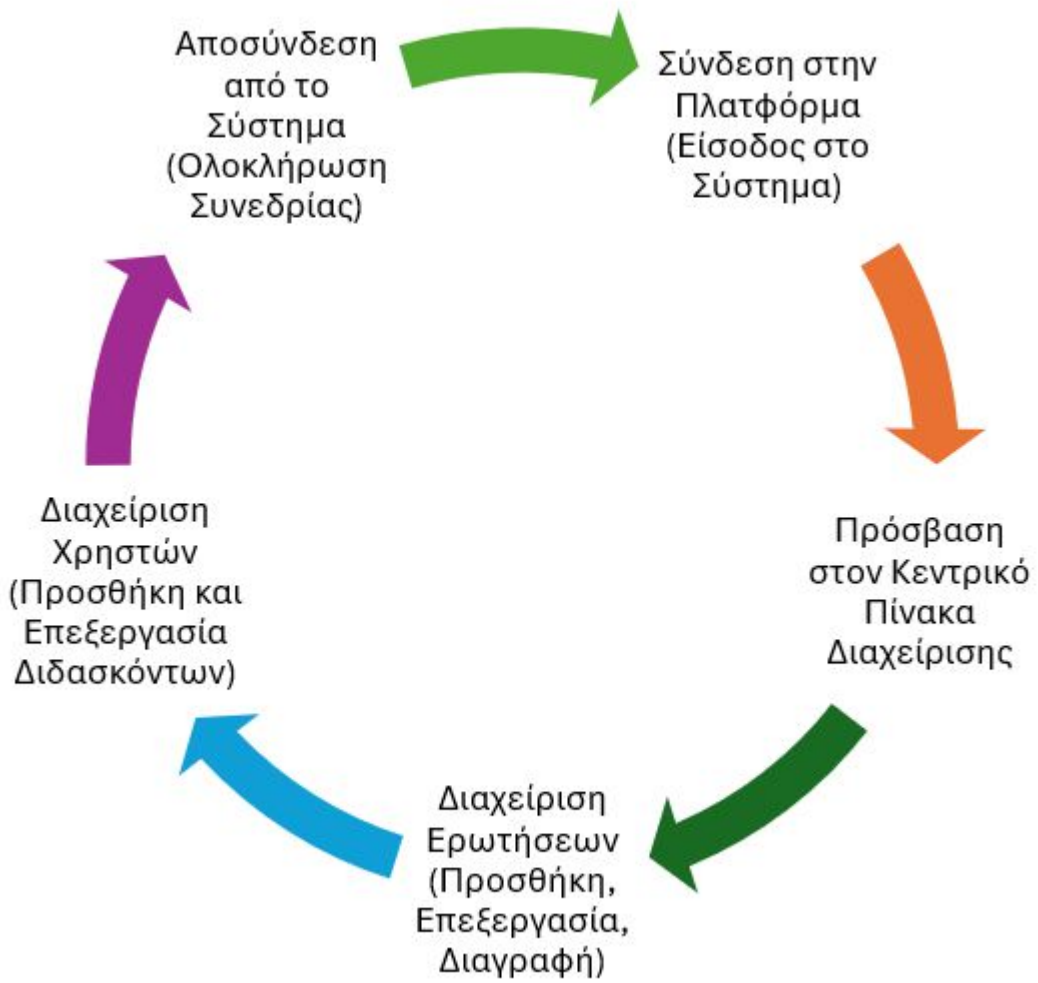 Αποσύνδεση
από το
Σύστημα
(Ολοκλήρωση
Συνεδρίας)
Σύνδεση στην
Πλατφόρμα
(Είσοδος στο
Σύστημα)
Πρόσβαση
στον Κεντρικό
Πίνακα
Διαχείρισης
Διαχείριση
Ερωτήσεων
(Προσθήκη,
Επεξεργασία,
Διαγραφή)
Διαχείριση
Χρηστών
(Προσθήκη και
Επεξεργασία
Διδασκόντων)